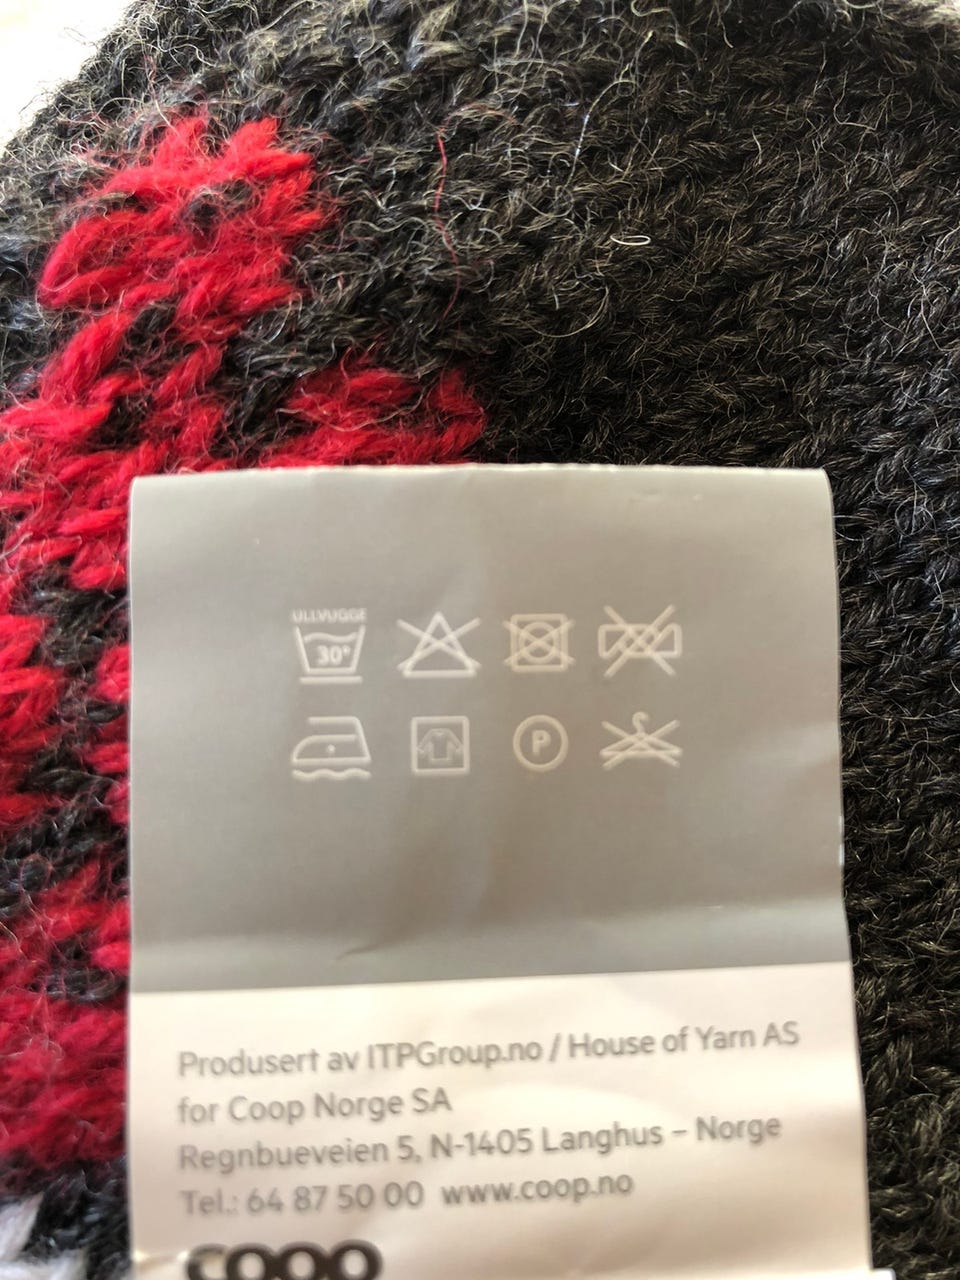 ULLVUGGE
30°
P
Produsert av ITPGroup.no / House of Yarn AS
for Coop Norge SA
Regnbueveien 5, N-1405 Langhus – Norge
Tel.: 64 87 50 00 www.coop.no
coop